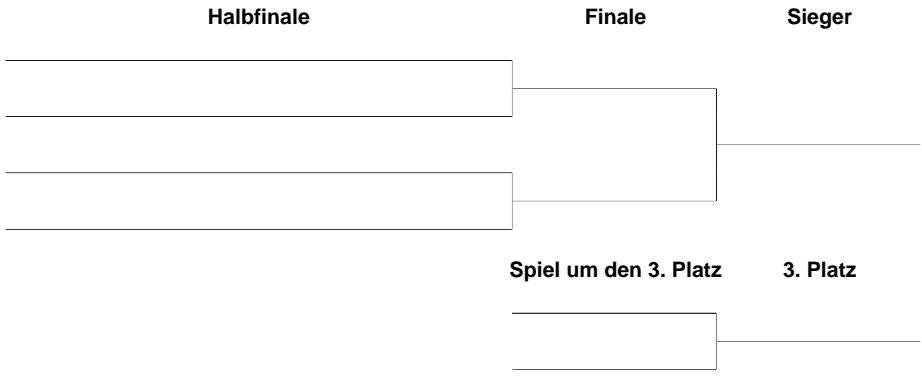 Halbfinale Finale Sieger
Spiel um den 3. Platz 3. Platz